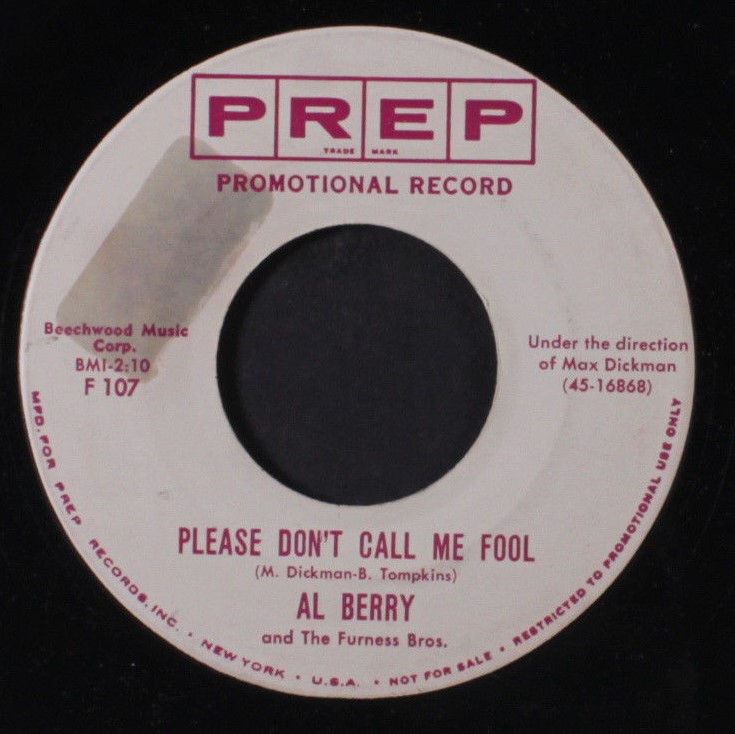 PREP
TRADE MARK
PROMOTIONAL RECORD
Beechwood Music
Corp.
BMI-2:10
F 107
Under the direction
of Max Dickman
(45-16868)
PLEASE DON'T CALL ME FOOL
(M. Dickman-B. Tompkins)
AL BERRY
and The Furness Bros.
MFD. FOR PREP RECORDS, INC. • NEW YORK • U.S.A. • NOT FOR SALE • RESTRICTED TO PROMOTIONAL USE ONLY